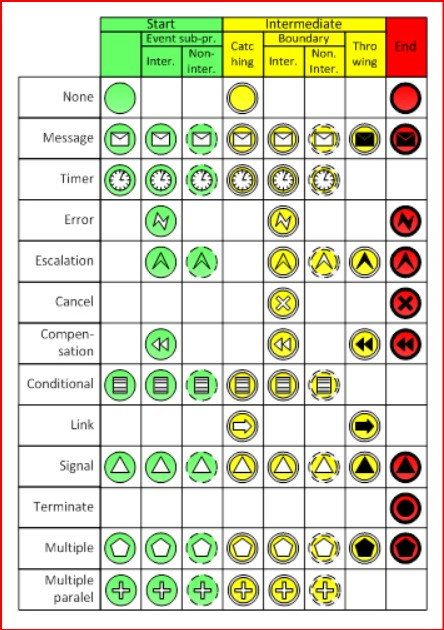 Start
Intermediate
End
Event sub-pr.
Catc
hing
Boundary
Thro
wing
Inter.
Non-
inter.
Inter.
Non.
Inter.
None
Message
Timer
Error
Escalation
Cancel
Compen-
sation
Conditional
Link
Signal
Terminate
Multiple
Multiple
paralel